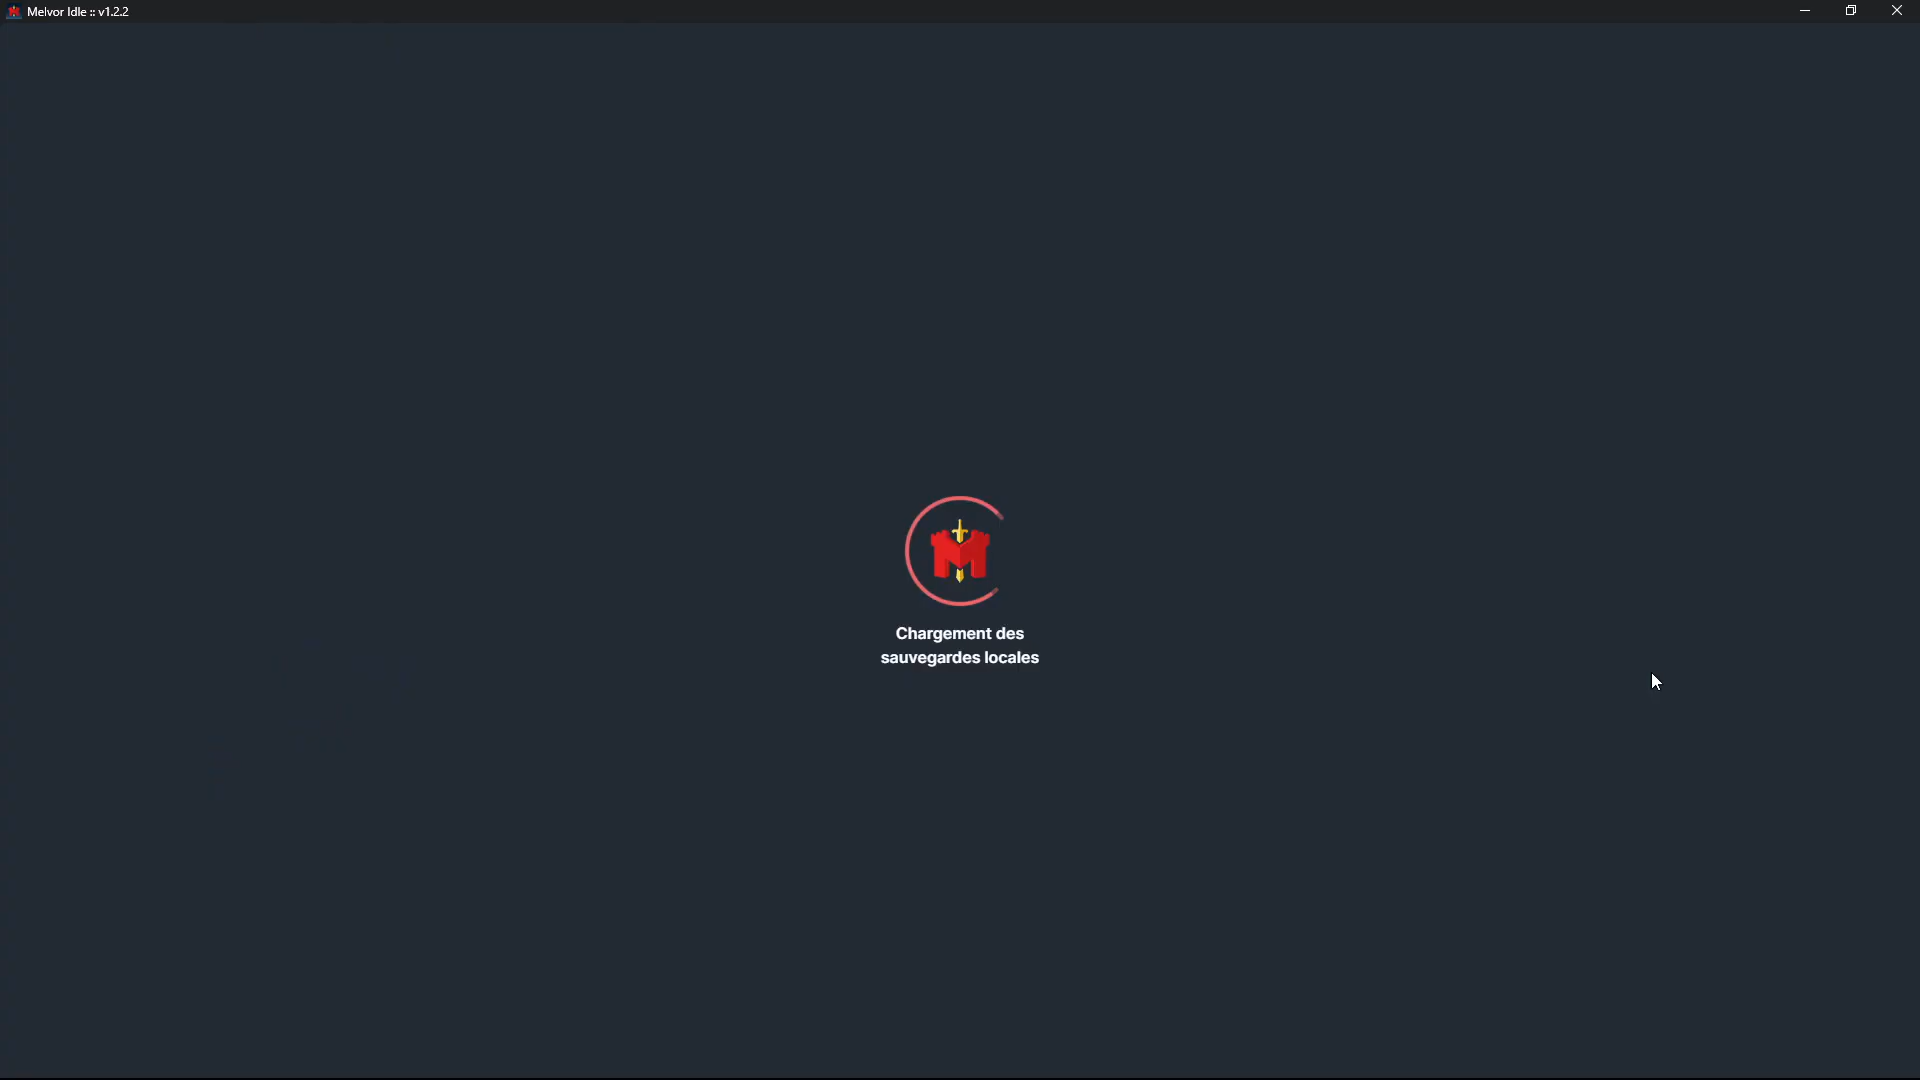 Melvor Idle :: v1.2.2
Chargement des
sauvegardes locales